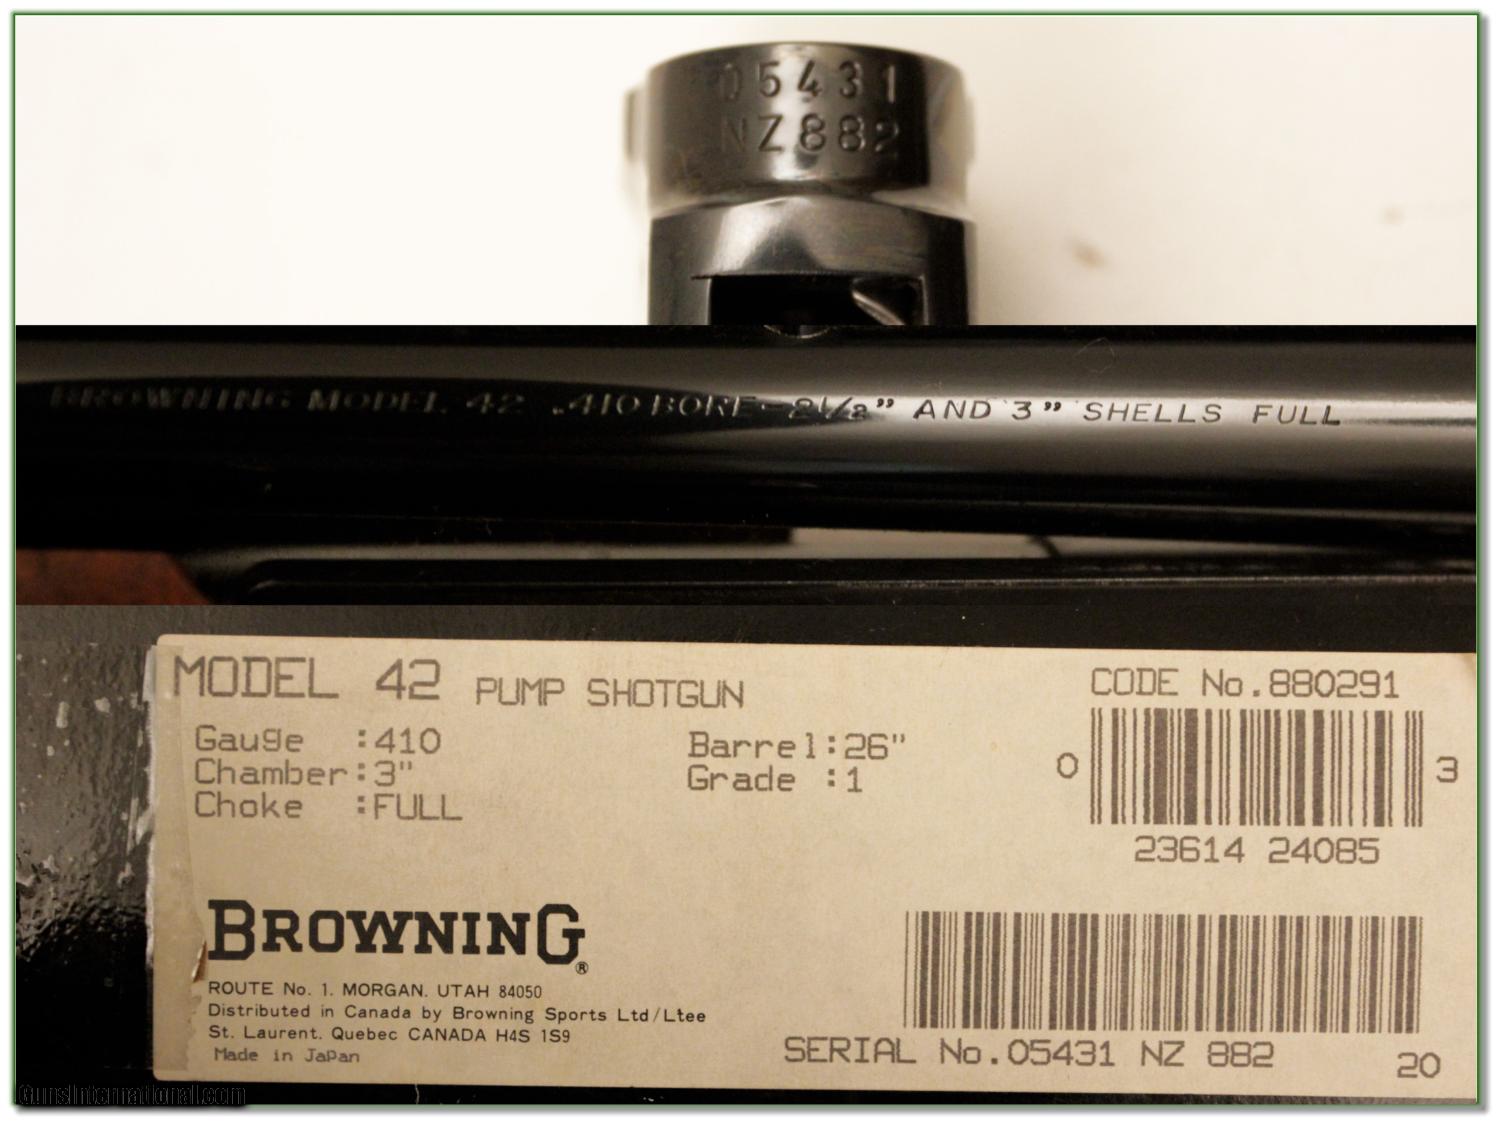 05431
NZ882
BROWNING MODEL 42 .410 BORE-2½" AND 3" SHELLS FULL
MODEL 42 PUMP SHOTGUN
CODE No.880291
Gauge :410
Barrel:26"
Chamber:3"
Grade :1
Choke :FULL
0 3
23614 24085
BROWNING®
ROUTE No. 1. MORGAN. UTAH 84050
Distributed in Canada by Browning Sports Ltd/Ltee
St. Laurent. Quebec CANADA H4S 1S9
Made in Japan
SERIAL No.05431 NZ 882
20
GunsInternational.com